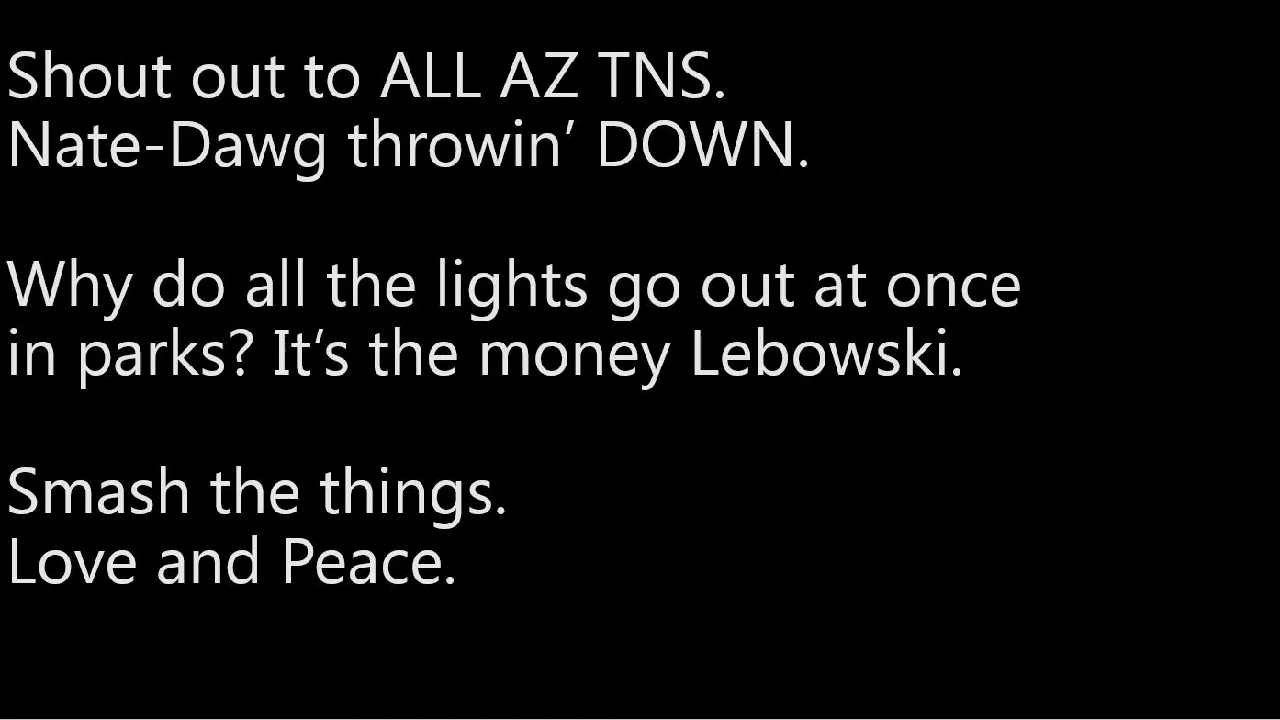 Shout out to ALL AZ TNS.
Nate-Dawg throwin’ DOWN.
Why do all the lights go out at once
in parks? It‘s the money Lebowski.
Smash the things.
Love and Peace.